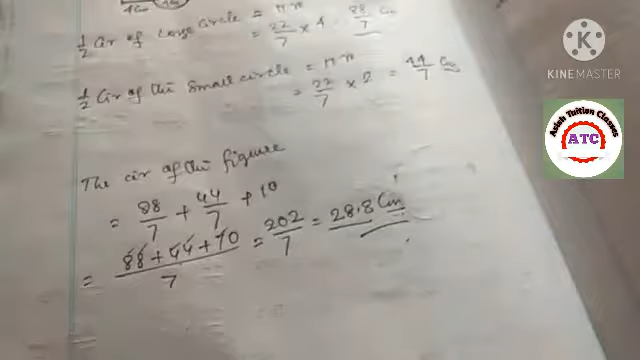 4cm
½ Cir of Large Circle = πr
= 22/7 × 4 = 88/7 Cm
½ Cir of the Small circle = πr
= 22/7 × 2 = 44/7 Cm
The cir of the figure
= 88/7 + 44/7 + 10
= 88 + 44 + 70 / 7 = 202/7 = 28.8 Cm
K
KINEMASTER
Asish Tuition Classes
ATC